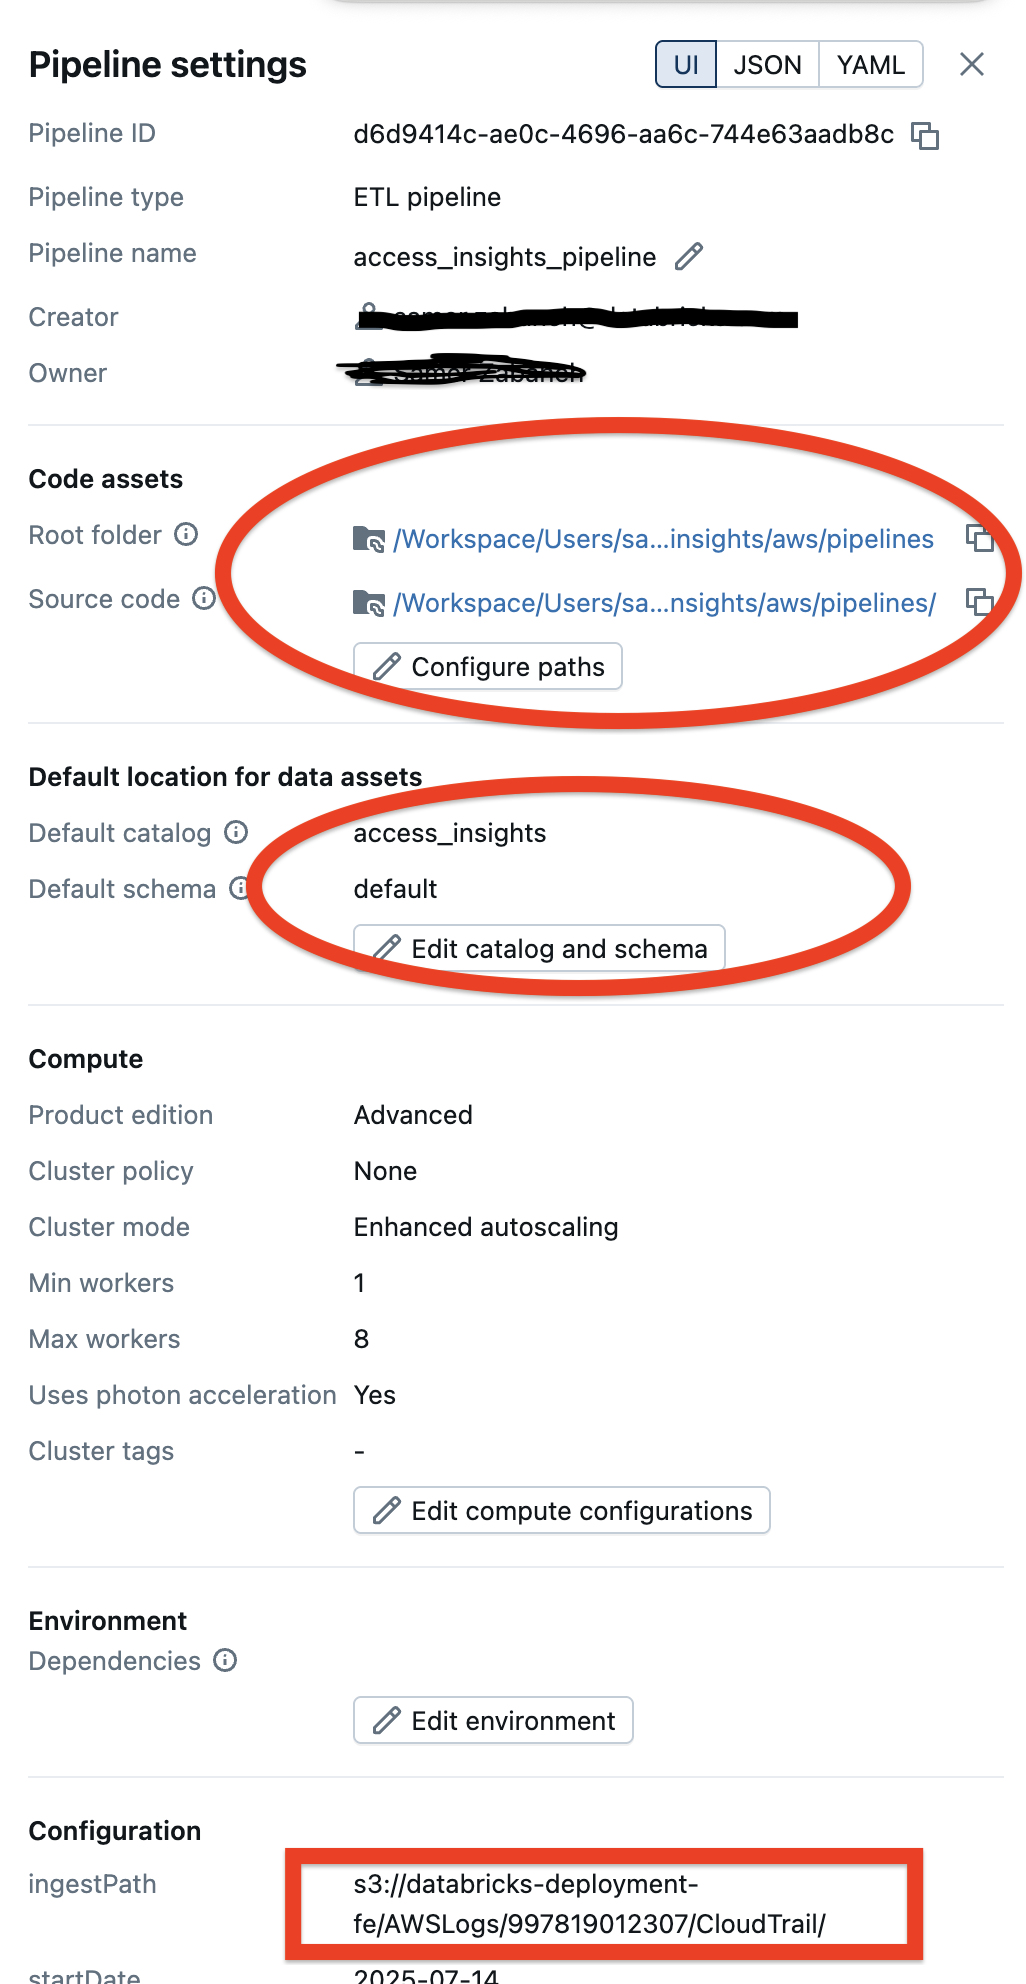 Pipeline settings
UI JSON YAML
Pipeline ID d6d9414c-ae0c-4696-aa6c-744e63aadb8c
Pipeline type ETL pipeline
Pipeline name access_insights_pipeline
Creator
Owner
Code assets
Root folder /Workspace/Users/sa...insights/aws/pipelines
Source code /Workspace/Users/sa...nsights/aws/pipelines/
Configure paths
Default location for data assets
Default catalog access_insights
Default schema default
Edit catalog and schema
Compute
Product edition Advanced
Cluster policy None
Cluster mode Enhanced autoscaling
Min workers 1
Max workers 8
Uses photon acceleration Yes
Cluster tags -
Edit compute configurations
Environment
Dependencies
Edit environment
Configuration
ingestPath s3://databricks-deployment-
fe/AWSLogs/997819012307/CloudTrail/
startDate 2025-07-14